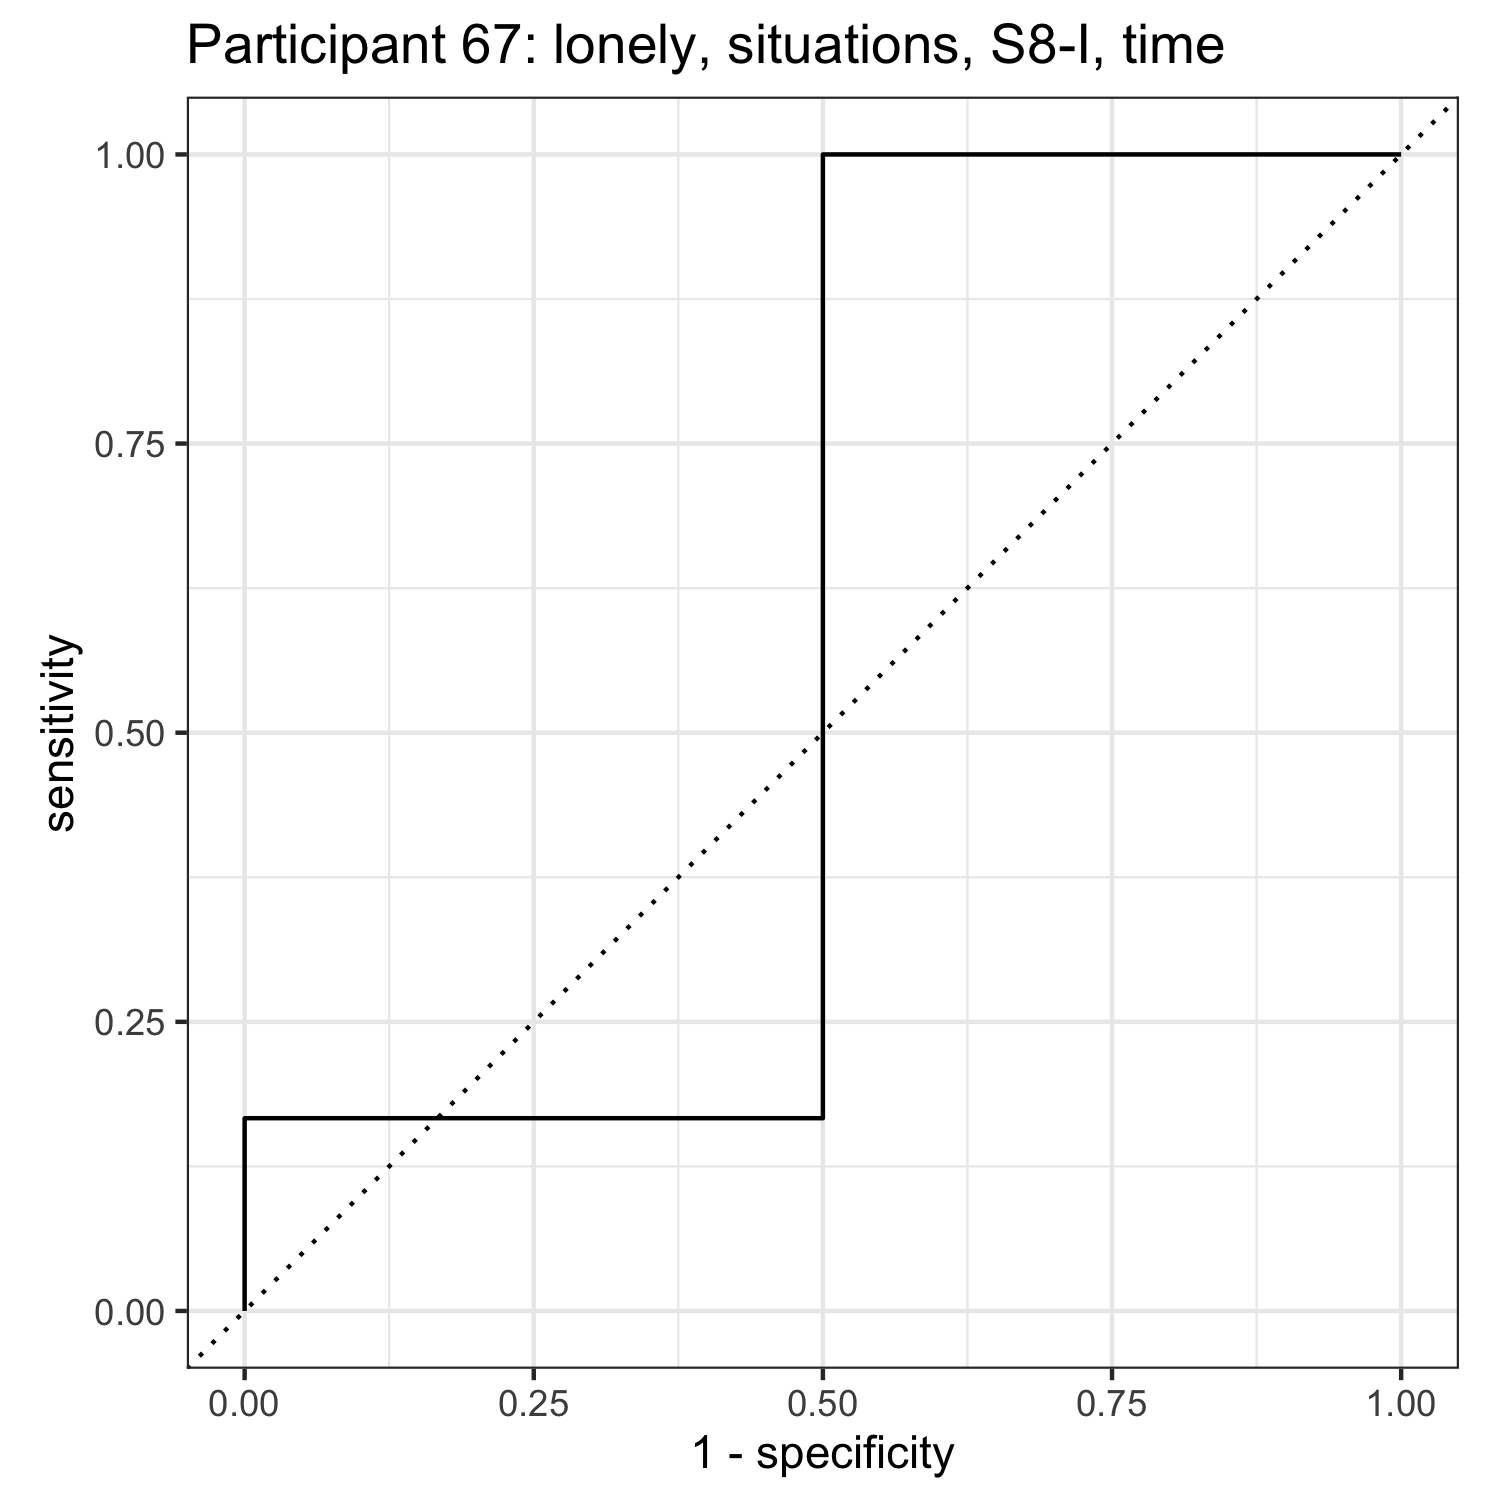 Participant 67: lonely, situations, S8-I, time
1.00
0.75
0.50
0.25
0.00
sensitivity
0.00 0.25 0.50 0.75 1.00
1 - specificity